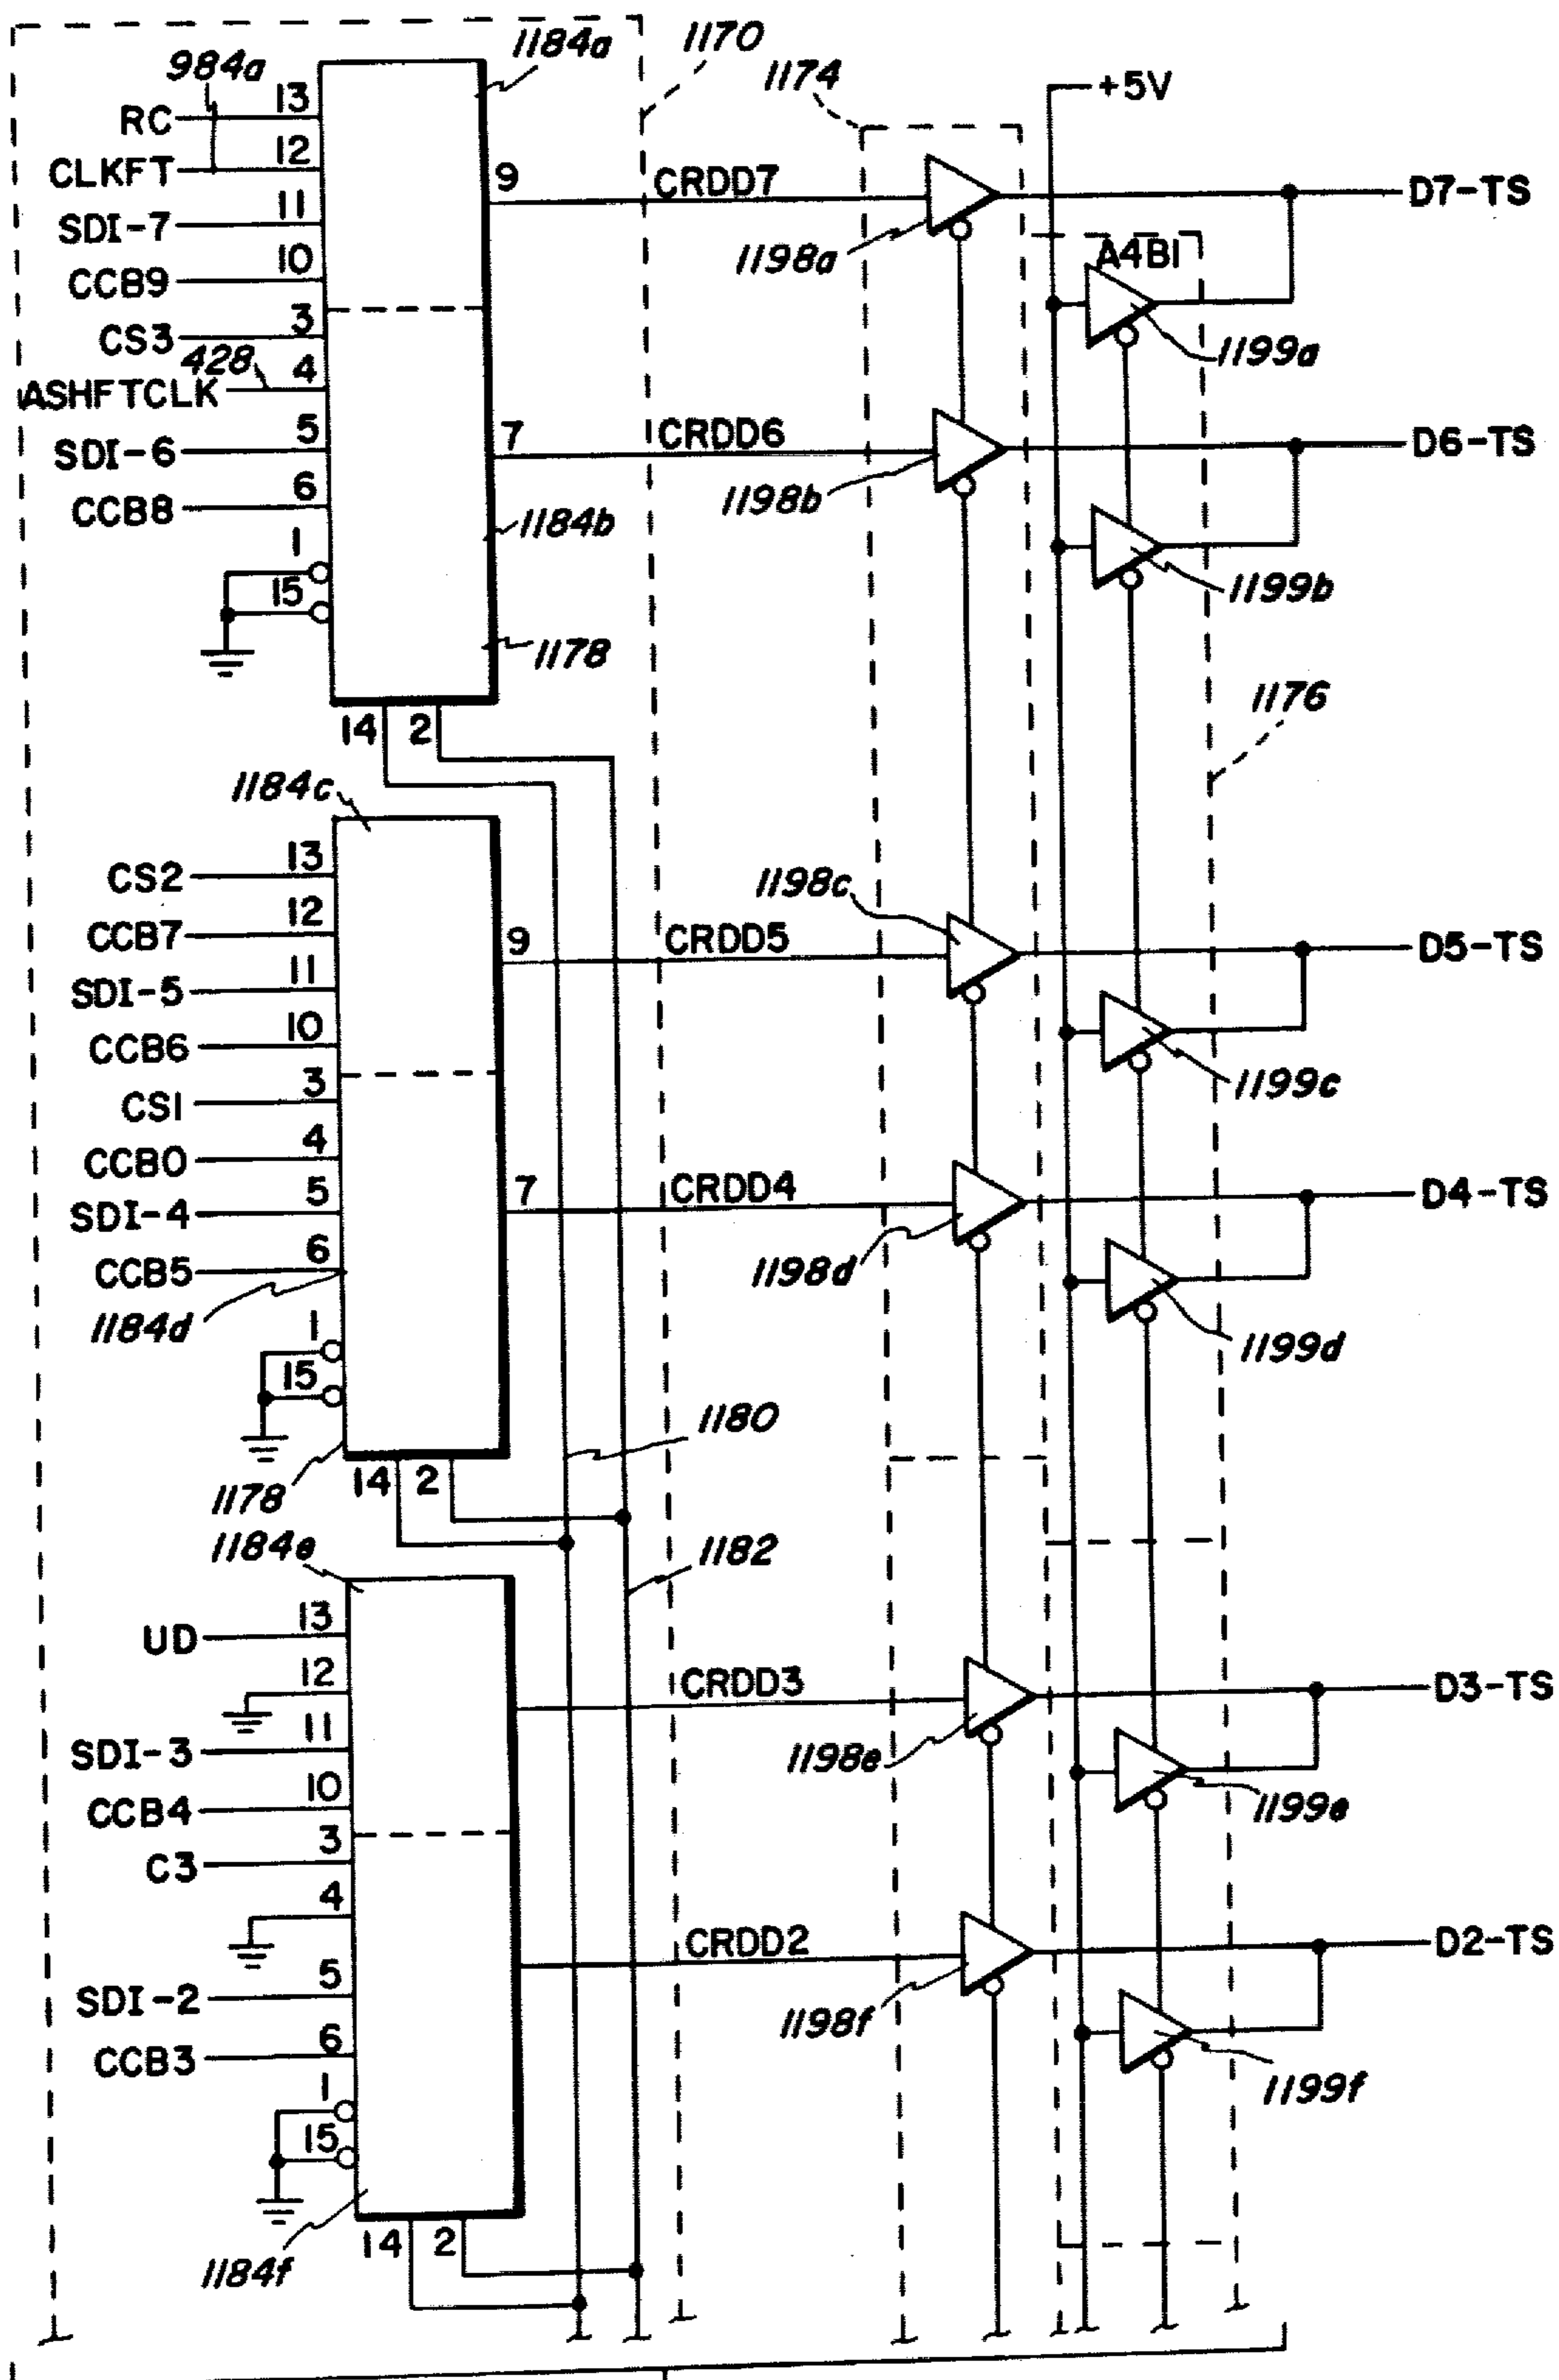 984a
1184a
1170
1174
+5V
RC 13
CLKFT 12
SDI-7 11
CCB9 10
CS3 3
428
ASHFTCLK 4
SDI-6 5
CCB8 6
1
15
9 CRDD7
1198a
D7-TS
A4B1
1199a
7 CRDD6
1198b
D6-TS
1184b
1199b
1178
14 2
1176
1184c
CS2 13
CCB7 12
SDI-5 11
CCB6 10
CS1 3
CCB0 4
SDI-4 5
CCB5 6
1184d
1
15
9 CRDD5
1198c
D5-TS
1199c
7 CRDD4
1198d
D4-TS
1199d
1180
1178
14 2
1184e
1182
UD 13
12
SDI-3 11
CCB4 10
C3 3
4
SDI-2 5
CCB3 6
1
15
CRDD3
1198e
D3-TS
1199e
CRDD2
1198f
D2-TS
1199f
14 2
1184f